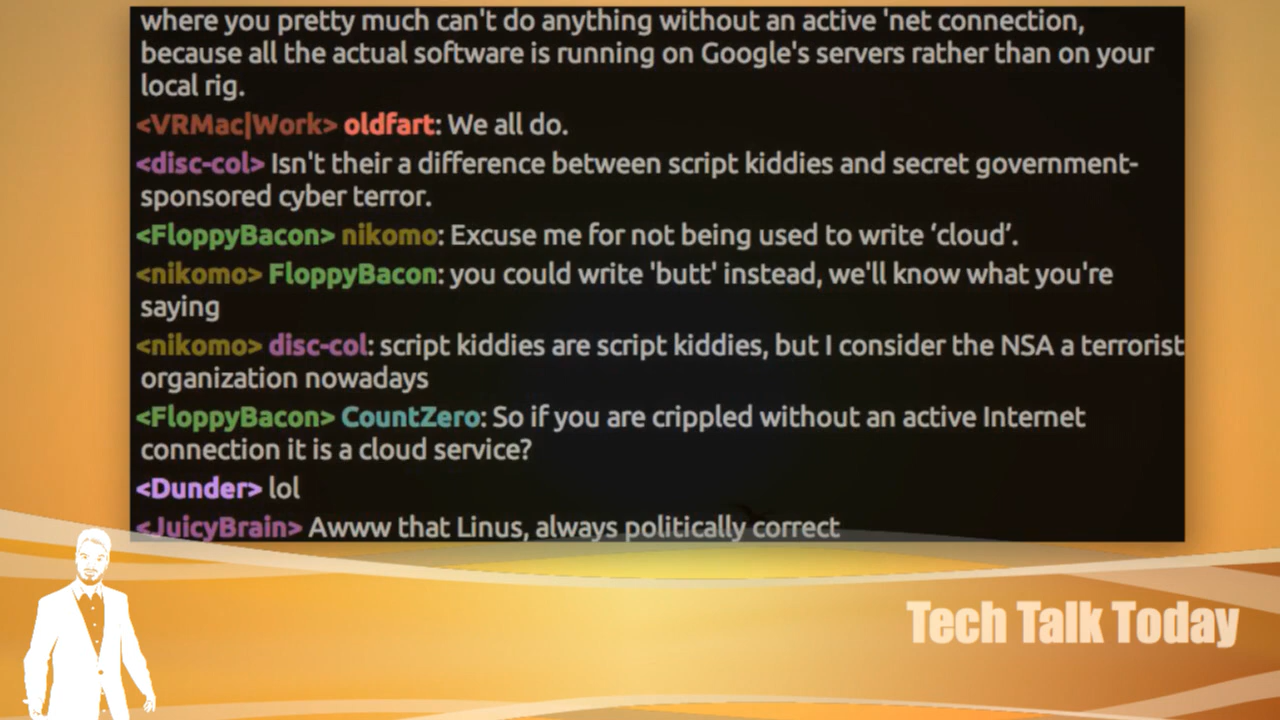 where you pretty much can't do anything without an active 'net connection,
because all the actual software is running on Google's servers rather than on your
local rig.
<VRMac|Work> oldfart: We all do.
<disc-col> Isn't their a difference between script kiddies and secret government-
sponsored cyber terror.
<FloppyBacon> nikomo: Excuse me for not being used to write ‘cloud’.
<nikomo> FloppyBacon: you could write 'butt' instead, we'll know what you're
saying
<nikomo> disc-col: script kiddies are script kiddies, but I consider the NSA a terrorist
organization nowadays
<FloppyBacon> CountZero: So if you are crippled without an active Internet
connection it is a cloud service?
<Dunder> lol
<JuicyBrain> Awww that Linus, always politically correct
Tech Talk Today